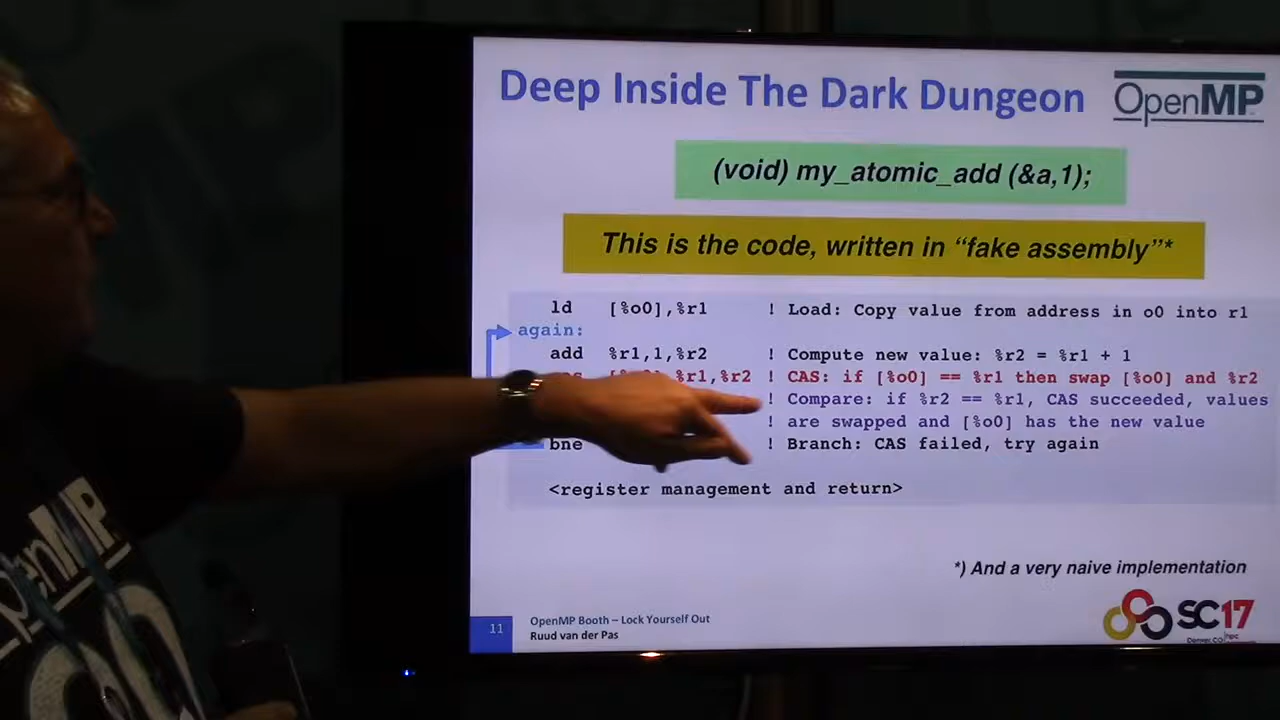 Deep Inside The Dark Dungeon
OpenMP
(void) my_atomic_add (&a,1);
This is the code, written in “fake assembly”*
ld [%o0],%r1 ! Load: Copy value from address in o0 into r1
again:
add %r1,1,%r2 ! Compute new value: %r2 = %r1 + 1
%r1,%r2 ! CAS: if [%o0] == %r1 then swap [%o0] and %r2
! Compare: if %r2 == %r1, CAS succeeded, values
! are swapped and [%o0] has the new value
bne ! Branch: CAS failed, try again
<register management and return>
*) And a very naive implementation
11
OpenMP Booth – Lock Yourself Out
Ruud van der Pas
SC17
Denver, CO hpc
penMP